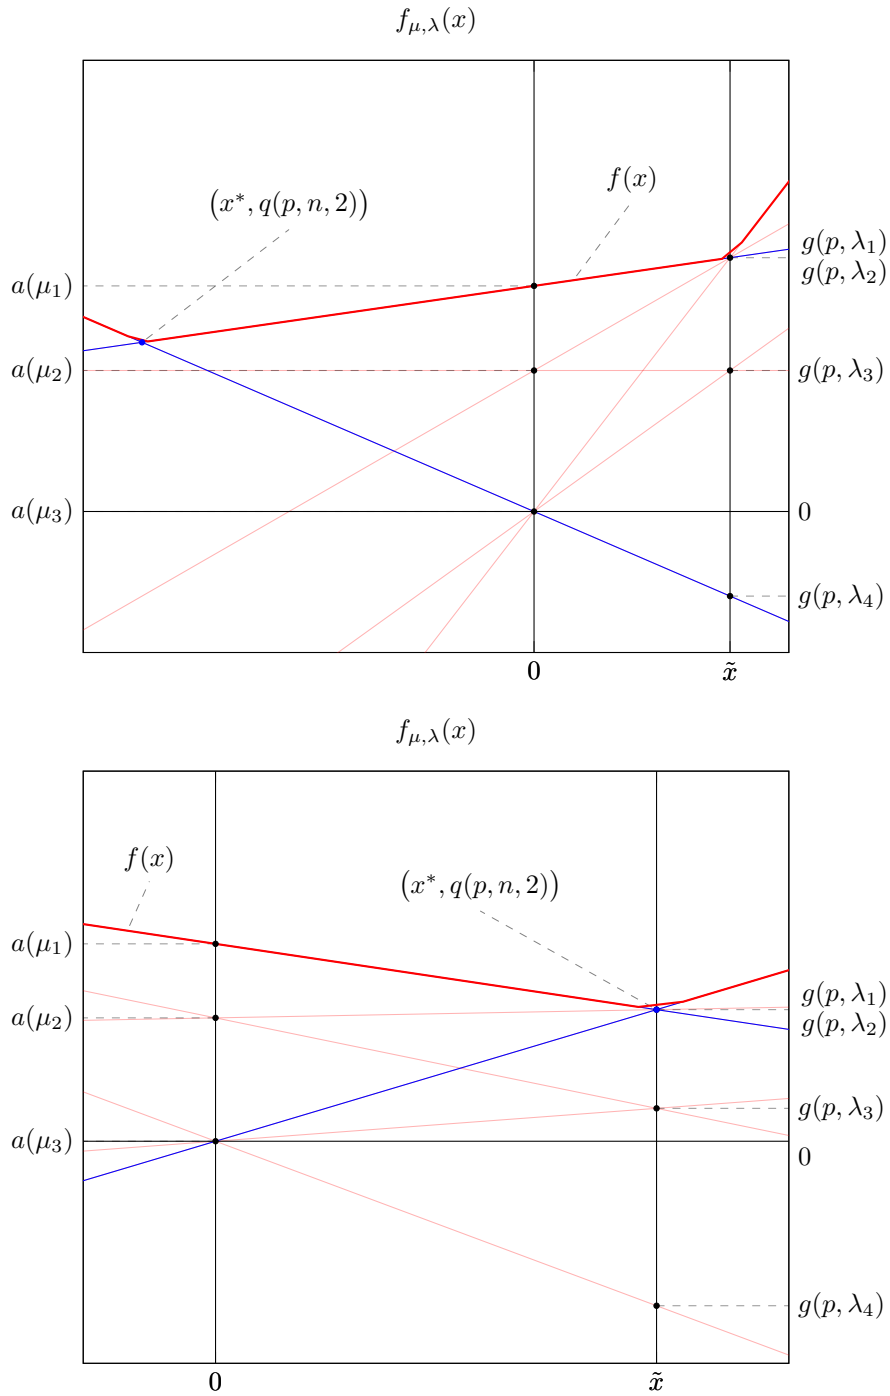 f_{μ,λ}(x)
f(x)
(x*, q(p, n, 2))
g(p, λ₁)
g(p, λ₂)
a(μ₁)
a(μ₂)
g(p, λ₃)
a(μ₃)
0
g(p, λ₄)
0
x̃
f_{μ,λ}(x)
f(x)
(x*, q(p, n, 2))
a(μ₁)
g(p, λ₁)
a(μ₂)
g(p, λ₂)
g(p, λ₃)
a(μ₃)
0
g(p, λ₄)
0
x̃